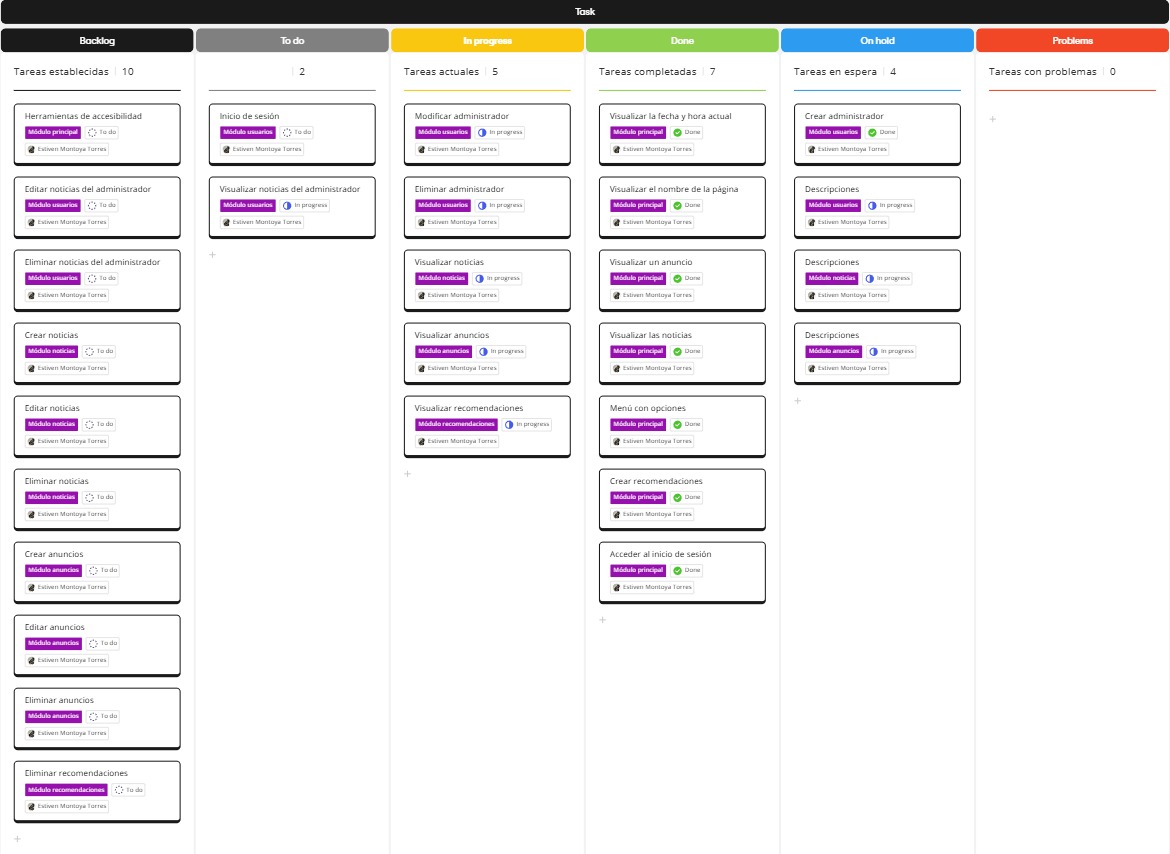 Task
Backlog
Tareas establecidas 10
Herramientas de accesibilidad
Módulo principal To do
Estiven Montoya Torres
Editar noticias del administrador
Módulo usuarios To do
Estiven Montoya Torres
Eliminar noticias del administrador
Módulo usuarios To do
Estiven Montoya Torres
Crear noticias
Módulo noticias To do
Estiven Montoya Torres
Editar noticias
Módulo noticias To do
Estiven Montoya Torres
Eliminar noticias
Módulo noticias To do
Estiven Montoya Torres
Crear anuncios
Módulo anuncios To do
Estiven Montoya Torres
Editar anuncios
Módulo anuncios To do
Estiven Montoya Torres
Eliminar anuncios
Módulo anuncios To do
Estiven Montoya Torres
Eliminar recomendaciones
Módulo recomendaciones To do
Estiven Montoya Torres
+
To do
2
Inicio de sesión
Módulo usuarios To do
Estiven Montoya Torres
Visualizar noticias del administrador
Módulo usuarios In progress
Estiven Montoya Torres
+
In progress
Tareas actuales 5
Modificar administrador
Módulo usuarios In progress
Estiven Montoya Torres
Eliminar administrador
Módulo usuarios In progress
Estiven Montoya Torres
Visualizar noticias
Módulo noticias In progress
Estiven Montoya Torres
Visualizar anuncios
Módulo anuncios In progress
Estiven Montoya Torres
Visualizar recomendaciones
Módulo recomendaciones In progress
Estiven Montoya Torres
+
Done
Tareas completadas 7
Visualizar la fecha y hora actual
Módulo principal Done
Estiven Montoya Torres
Visualizar el nombre de la página
Módulo principal Done
Estiven Montoya Torres
Visualizar un anuncio
Módulo principal Done
Estiven Montoya Torres
Visualizar las noticias
Módulo principal Done
Estiven Montoya Torres
Menú con opciones
Módulo principal Done
Estiven Montoya Torres
Crear recomendaciones
Módulo principal Done
Estiven Montoya Torres
Acceder al inicio de sesión
Módulo principal Done
Estiven Montoya Torres
+
On hold
Tareas en espera 4
Crear administrador
Módulo usuarios Done
Estiven Montoya Torres
Descripciones
Módulo usuarios In progress
Estiven Montoya Torres
Descripciones
Módulo noticias In progress
Estiven Montoya Torres
Descripciones
Módulo anuncios In progress
Estiven Montoya Torres
+
Problems
Tareas con problemas 0
+